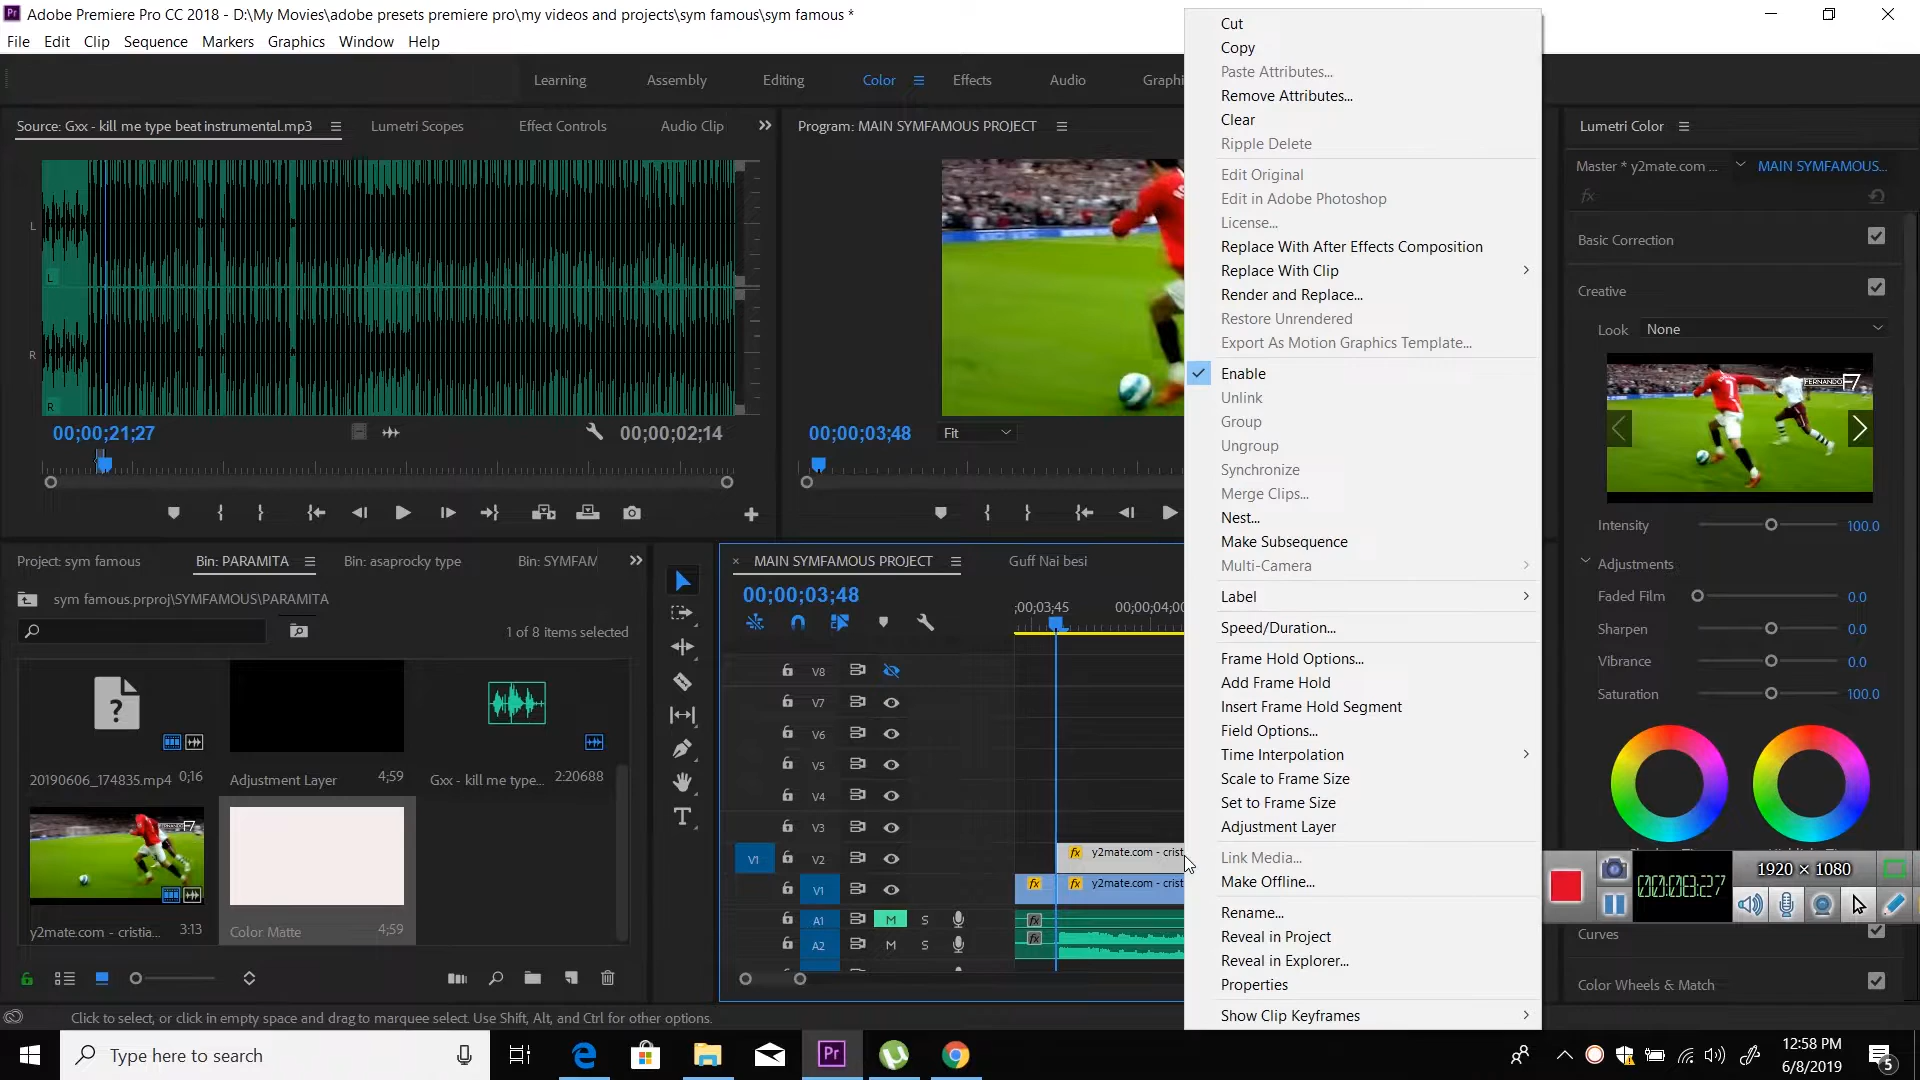 Adobe Premiere Pro CC 2018 - D:\My Movies\adobe presets premiere pro\my videos and projects\sym famous\sym famous *
File Edit Clip Sequence Markers Graphics Window Help
Learning Assembly Editing Color Effects Audio Graphi
Source: Gxx - kill me type beat instrumental.mp3 Lumetri Scopes Effect Controls Audio Clip
L
L
R
R
00;00;21;27 00;00;02;14
Program: MAIN SYMFAMOUS PROJECT
F7
00;00;03;48 Fit
Cut
Copy
Paste Attributes...
Remove Attributes...
Clear
Ripple Delete
Edit Original
Edit in Adobe Photoshop
License...
Replace With After Effects Composition
Replace With Clip
Render and Replace...
Restore Unrendered
Export As Motion Graphics Template...
Enable
Unlink
Group
Ungroup
Synchronize
Merge Clips...
Nest...
Make Subsequence
Multi-Camera
Label
Speed/Duration...
Frame Hold Options...
Add Frame Hold
Insert Frame Hold Segment
Field Options...
Time Interpolation
Scale to Frame Size
Set to Frame Size
Adjustment Layer
Link Media...
Make Offline...
Rename...
Reveal in Project
Reveal in Explorer...
Properties
Show Clip Keyframes
Lumetri Color
Master * y2mate.com ... MAIN SYMFAMOUS...
fx
Basic Correction
Creative
Look None
FERNANDO F7
Intensity 100.0
Adjustments
Faded Film 0.0
Sharpen 0.0
Vibrance 0.0
Saturation 100.0
1920 × 1080
00:03:27
Curves
Color Wheels & Match
Project: sym famous Bin: PARAMITA Bin: asaprocky type Bin: SYMFAM
sym famous.prproj\SYMFAMOUS\PARAMITA
1 of 8 items selected
20190606_174835.mp4 0;16 Adjustment Layer 4;59 Gxx - kill me type... 2:20688
y2mate.com - cristia... 3:13 Color Matte 4;59
MAIN SYMFAMOUS PROJECT Guff Nai besi
00;00;03;48
;00;03;45 00;00;04;00
V8
V7
V6
V5
V4
V3
V1 V2 fx y2mate.com - crist
V1 fx fx y2mate.com - crist
A1 M S fx
A2 M S fx
Click to select, or click in empty space and drag to marquee select. Use Shift, Alt, and Ctrl for other options.
Type here to search
Pr
12:58 PM
6/8/2019
5